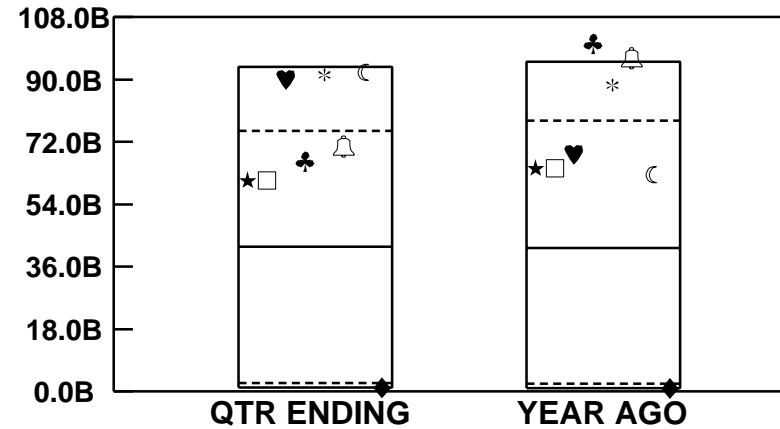 108.0B
90.0B
72.0B
54.0B
36.0B
18.0B
0.0B
QTR ENDING YEAR AGO